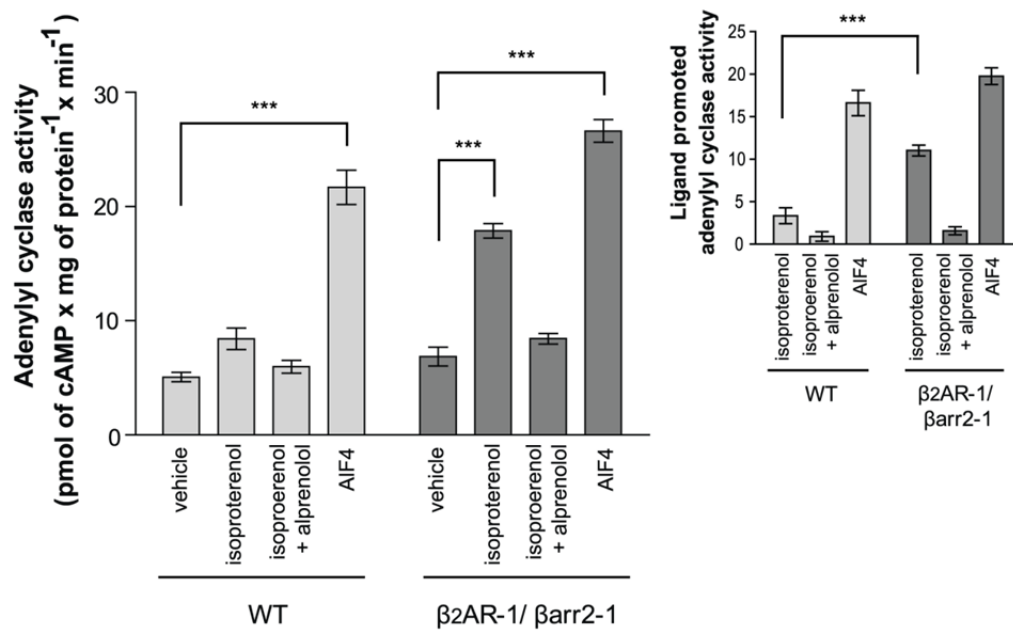 Adenylyl cyclase activity
(pmol of cAMP x mg of protein⁻¹ x min⁻¹)
30
20
10
0
***
***
***
vehicle
isoproterenol
isoproerenol
+ alprenolol
AlF4
vehicle
isoproterenol
isoproerenol
+ alprenolol
AlF4
WT
β2AR-1/ βarr2-1
Ligand promoted
adenylyl cyclase activity
25
20
15
10
5
0
***
isoproterenol
isoproerenol
+ alprenolol
AlF4
isoproterenol
isoproerenol
+ alprenolol
AlF4
WT
β2AR-1/
βarr2-1